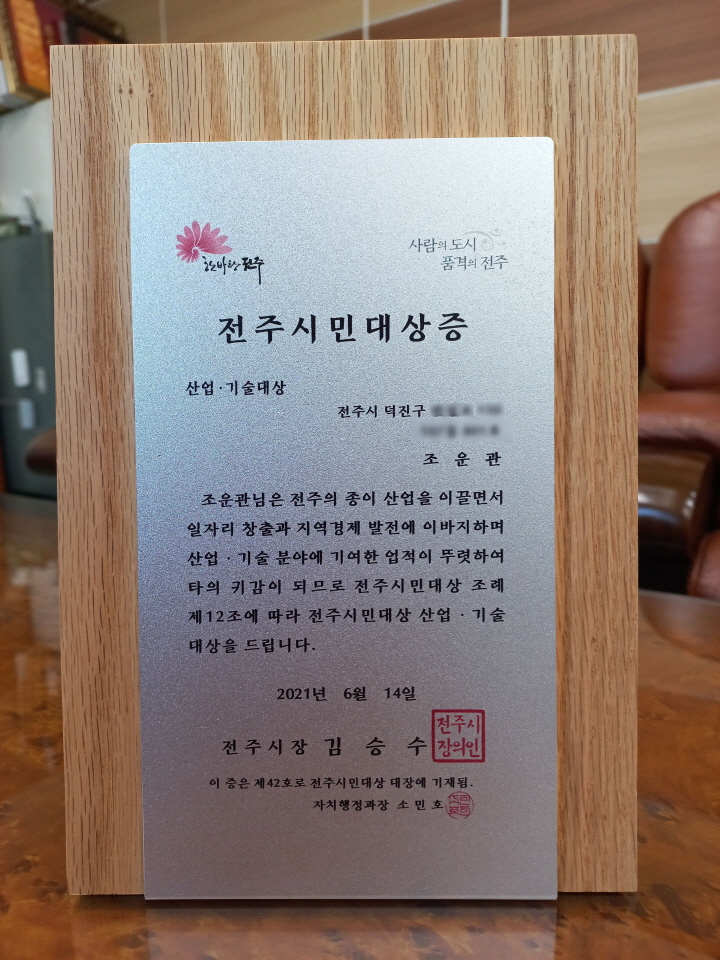 한바탕전주
사람의 도시
품격의 전주
전주시민대상증
산업·기술대상
전주시 덕진구
조 운 관
조운관님은 전주의 종이 산업을 이끌면서
일자리 창출과 지역경제 발전에 이바지하며
산업·기술 분야에 기여한 업적이 뚜렷하여
타의 귀감이 되므로 전주시민대상 조례
제12조에 따라 전주시민대상 산업·기술
대상을 드립니다.
2021년 6월 14일
전주시장 김 승 수
전주시
장의인
이 증은 제42호로 전주시민대상 대장에 기재됨.
자치행정과장 소 민 호